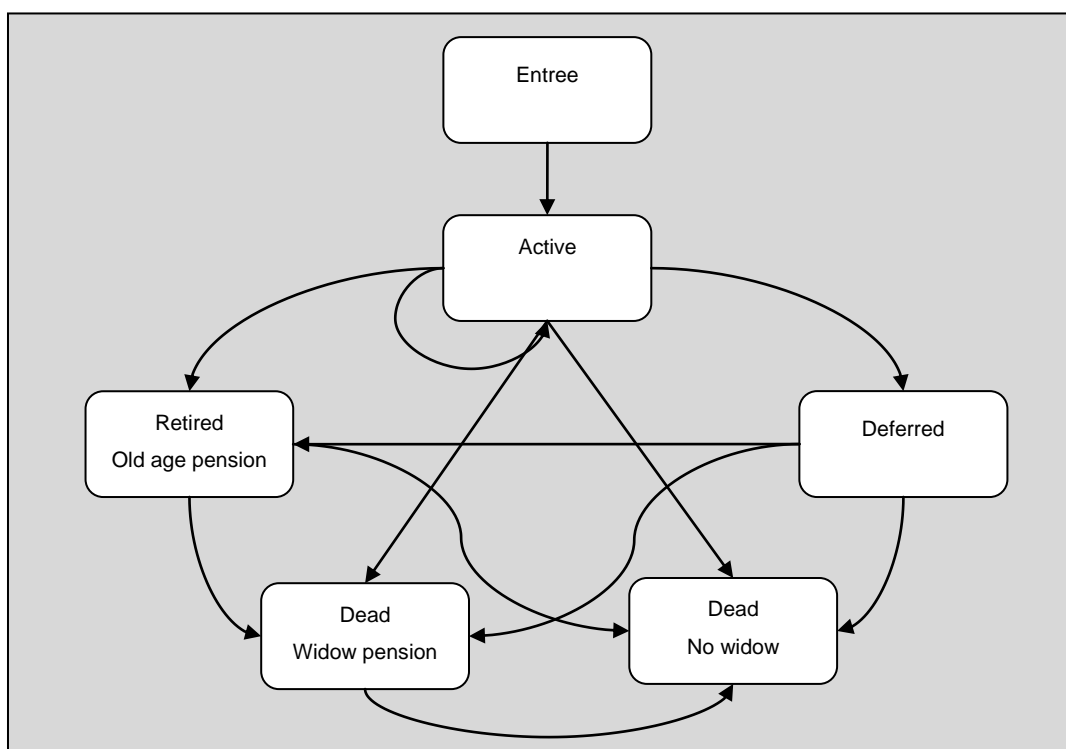 Entree
Active
Retired
Old age pension
Deferred
Dead
Widow pension
Dead
No widow